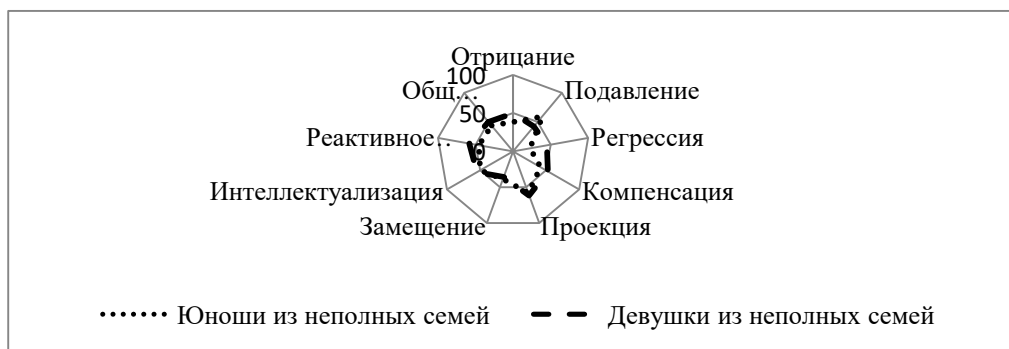 Отрицание
100
Общ…
Подавление
50
Реактивное…
Регрессия
0
Интеллектуализация
Компенсация
Замещение
Проекция
Юноши из неполных семей
Девушки из неполных семей